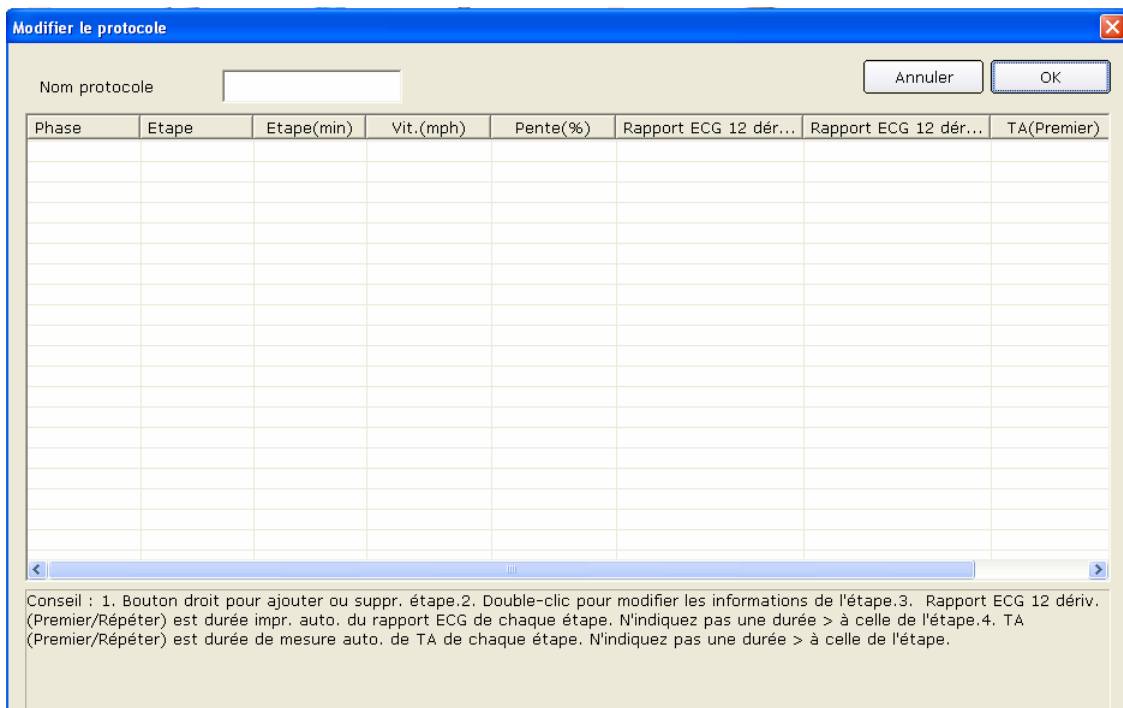 Modifier le protocole
Nom protocole
Annuler
OK
Phase Etape Etape(min) Vit.(mph) Pente(%) Rapport ECG 12 dér... Rapport ECG 12 dér... TA(Premier)
Conseil : 1. Bouton droit pour ajouter ou suppr. étape.2. Double-clic pour modifier les informations de l'étape.3.  Rapport ECG 12 dériv.
(Premier/Répéter) est durée impr. auto. du rapport ECG de chaque étape. N'indiquez pas une durée > à celle de l'étape.4. TA
(Premier/Répéter) est durée de mesure auto. de TA de chaque étape. N'indiquez pas une durée > à celle de l'étape.